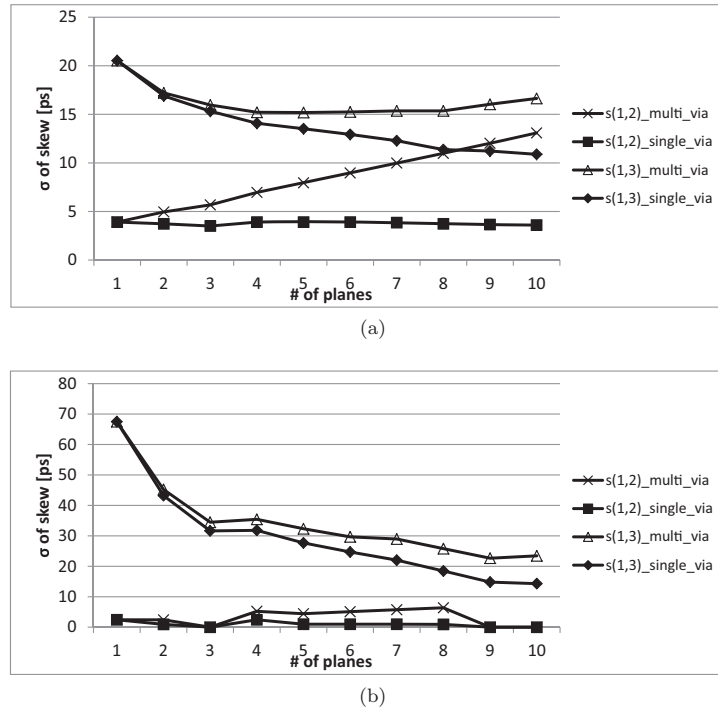 25
20
15
10
5
0
σ of skew [ps]
1 2 3 4 5 6 7 8 9 10
# of planes
s(1,2)_multi_via
s(1,2)_single_via
s(1,3)_multi_via
s(1,3)_single_via
(a)
80
70
60
50
40
30
20
10
0
σ of skew [ps]
1 2 3 4 5 6 7 8 9 10
# of planes
s(1,2)_multi_via
s(1,2)_single_via
s(1,3)_multi_via
s(1,3)_single_via
(b)